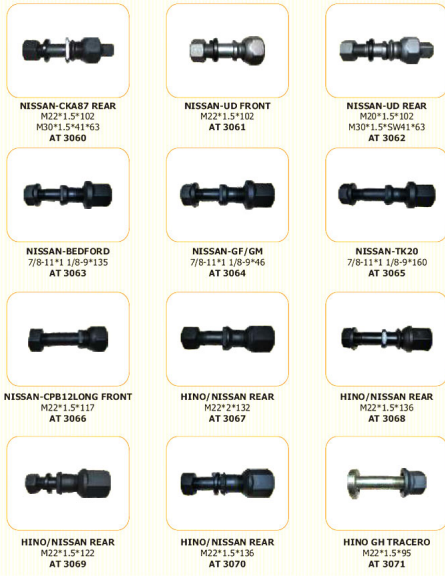 NISSAN-CKA87 REAR
M22*1.5*102
M30*1.5*41*63
AT 3060
NISSAN-UD FRONT
M22*1.5*102
AT 3061
NISSAN-UD REAR
M20*1.5*102
M30*1.5*SW41*63
AT 3062
NISSAN-BEDFORD
7/8-11*1 1/8-9*135
AT 3063
NISSAN-GF/GM
7/8-11*1 1/8-9*46
AT 3064
NISSAN-TK20
7/8-11*1 1/8-9*160
AT 3065
NISSAN-CPB12LONG FRONT
M22*1.5*117
AT 3066
HINO/NISSAN REAR
M22*2*132
AT 3067
HINO/NISSAN REAR
M22*1.5*136
AT 3068
HINO/NISSAN REAR
M22*1.5*122
AT 3069
HINO/NISSAN REAR
M22*1.5*136
AT 3070
HINO GH TRACERO
M22*1.5*95
AT 3071